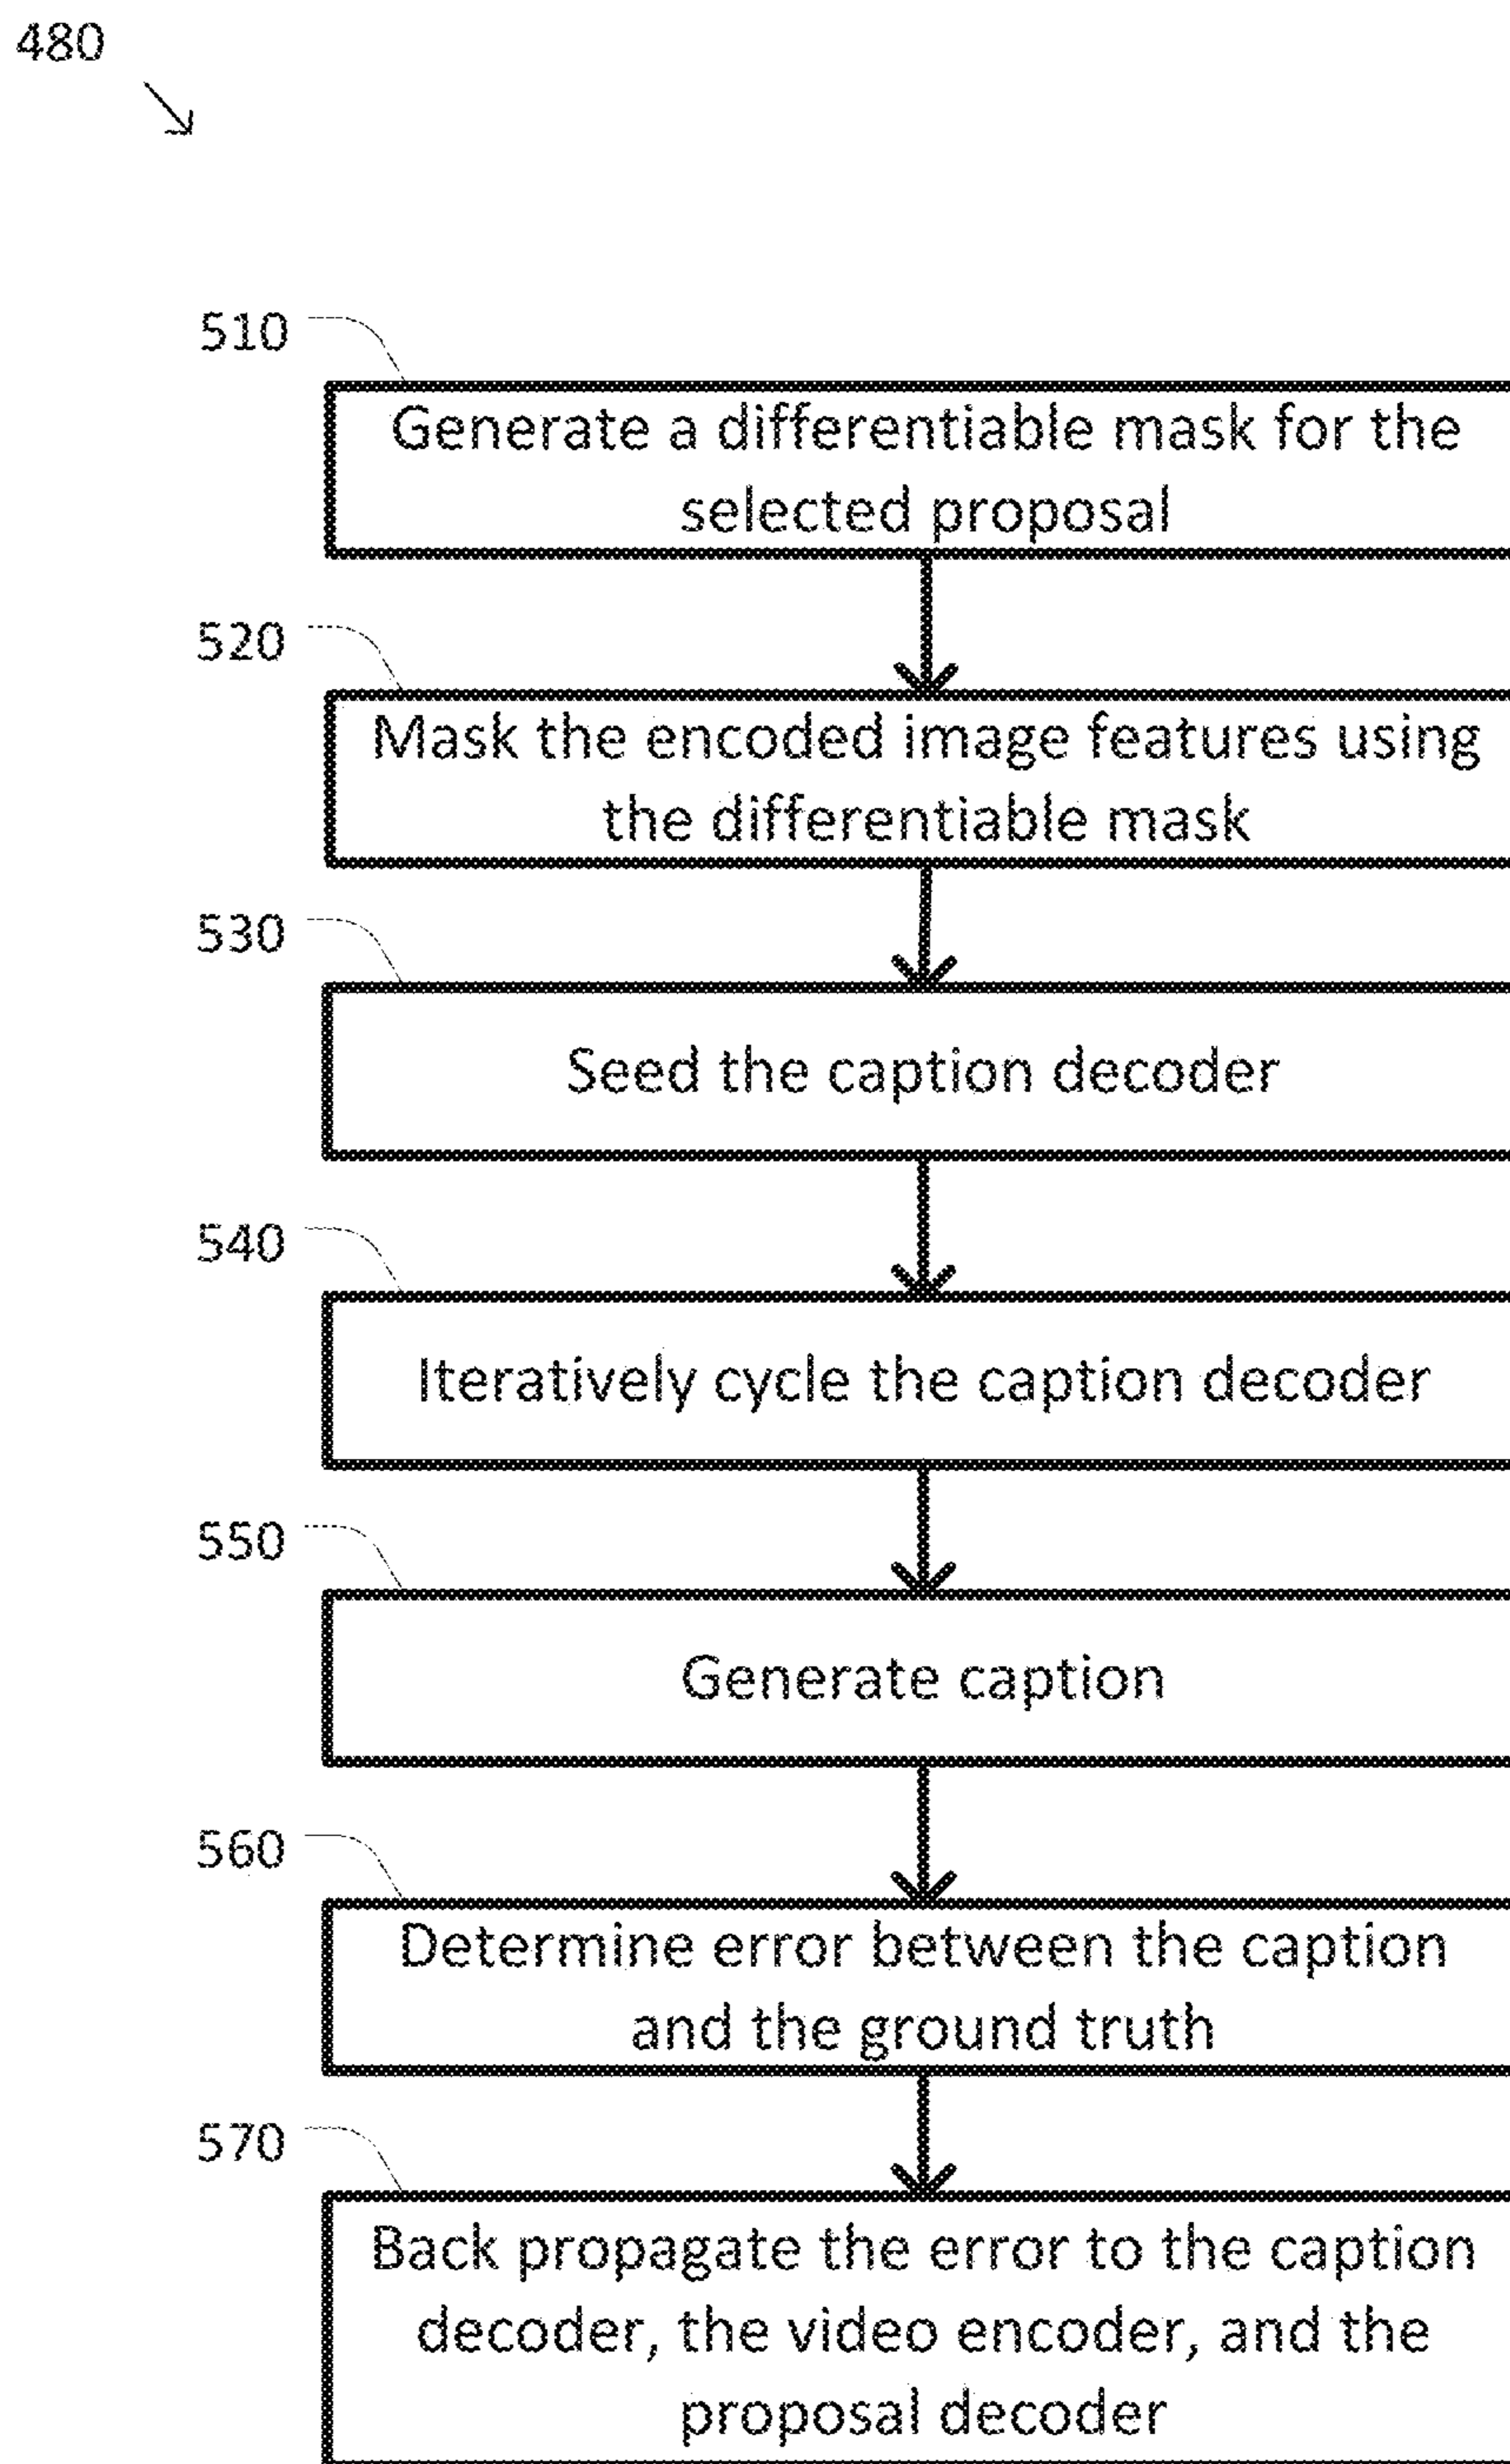 480
510
Generate a differentiable mask for the
selected proposal
520
Mask the encoded image features using
the differentiable mask
530
Seed the caption decoder
540
Iteratively cycle the caption decoder
550
Generate caption
560
Determine error between the caption
and the ground truth
570
Back propagate the error to the caption
decoder, the video encoder, and the
proposal decoder